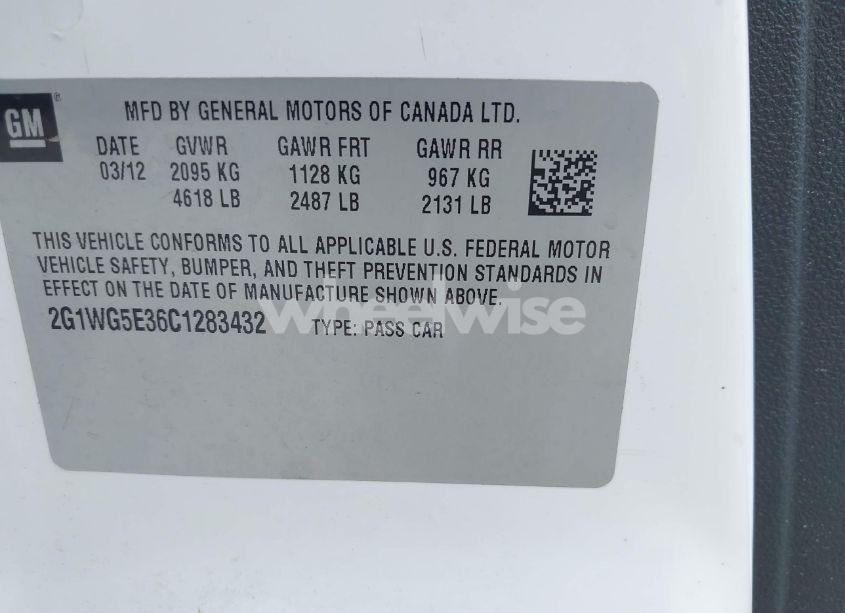 GM®
MFD BY GENERAL MOTORS OF CANADA LTD.
DATE GVWR GAWR FRT GAWR RR
03/12 2095 KG 1128 KG 967 KG
4618 LB 2487 LB 2131 LB
THIS VEHICLE CONFORMS TO ALL APPLICABLE U.S. FEDERAL MOTOR
VEHICLE SAFETY, BUMPER, AND THEFT PREVENTION STANDARDS IN
EFFECT ON THE DATE OF MANUFACTURE SHOWN ABOVE.
2G1WG5E36C1283432 TYPE: PASS CAR
wheelwise